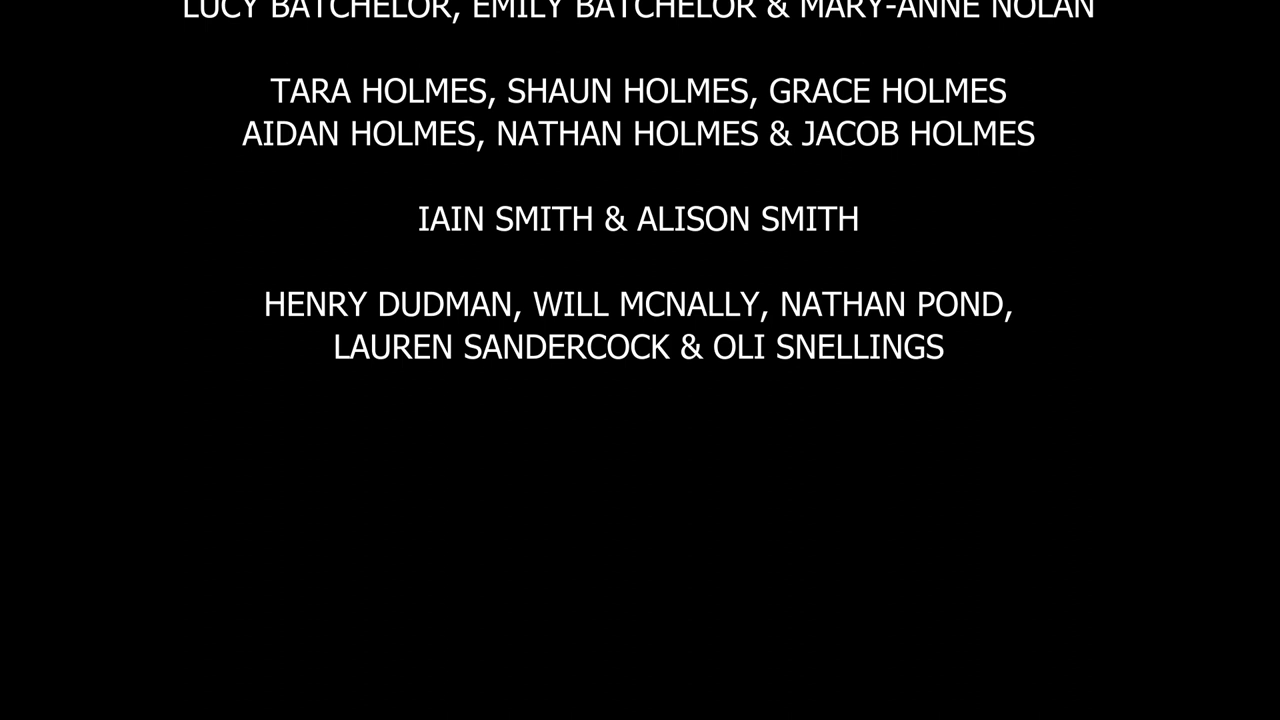 LUCY BATCHELOR, EMILY BATCHELOR & MARY-ANNE NOLAN
TARA HOLMES, SHAUN HOLMES, GRACE HOLMES
AIDAN HOLMES, NATHAN HOLMES & JACOB HOLMES
IAIN SMITH & ALISON SMITH
HENRY DUDMAN, WILL MCNALLY, NATHAN POND,
LAUREN SANDERCOCK & OLI SNELLINGS